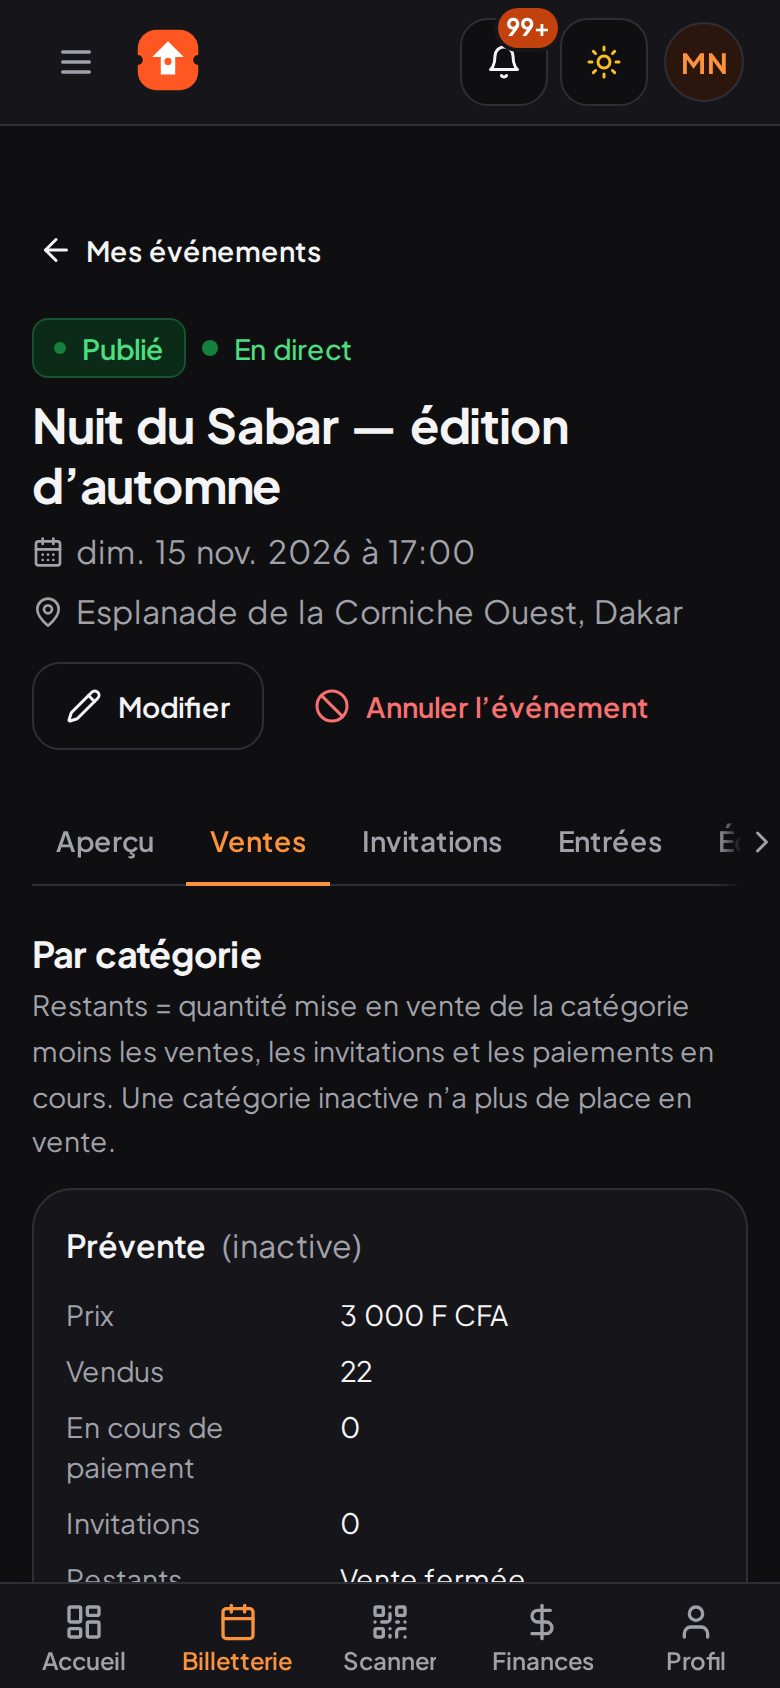 99+
MN
Mes événements
Publié
En direct
Nuit du Sabar — édition
d’automne
dim. 15 nov. 2026 à 17:00
Esplanade de la Corniche Ouest, Dakar
Modifier
Annuler l’événement
Aperçu
Ventes
Invitations
Entrées
Par catégorie
Restants = quantité mise en vente de la catégorie
moins les ventes, les invitations et les paiements en
cours. Une catégorie inactive n’a plus de place en
vente.
Prévente (inactive)
Prix 3 000 F CFA
Vendus 22
En cours de 0
paiement
Invitations 0
Restants Vente fermée
Accueil
Billetterie
Scanner
Finances
Profil